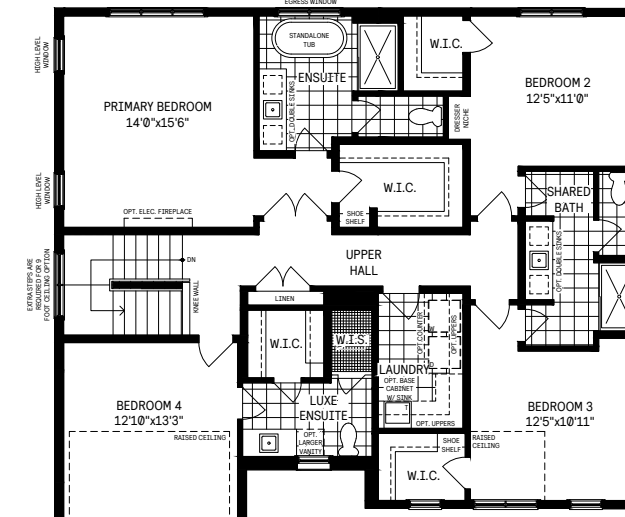 EGRESS WINDOW
STANDALONE
TUB
W.I.C.
HIGH LEVEL
WINDOW
ENSUITE
BEDROOM 2
12'5"x11'0"
PRIMARY BEDROOM
14'0"x15'6"
OPT. DOUBLE SINKS
DRESSER
NICHE
HIGH LEVEL
WINDOW
W.I.C.
SHARED
BATH
OPT. ELEC. FIREPLACE
SHOE
SHELF
OPT. DOUBLE SINKS
EXTRA STEPS ARE
REQUIRED FOR 9
FOOT CEILING OPTION
DN
UPPER
HALL
KNEE WALL
LINEN
W.I.C.
W.I.S.
OPT. COUNTER
OPT. UPPERS
W
D
LAUNDRY
OPT. BASE
CABINET
W/ SINK
T
OPT. UPPERS
BEDROOM 4
12'10"x13'3"
LUXE
ENSUITE
BEDROOM 3
12'5"x10'11"
RAISED CEILING
OPT.
LARGER
VANITY
SHOE
SHELF
RAISED
CEILING
W.I.C.